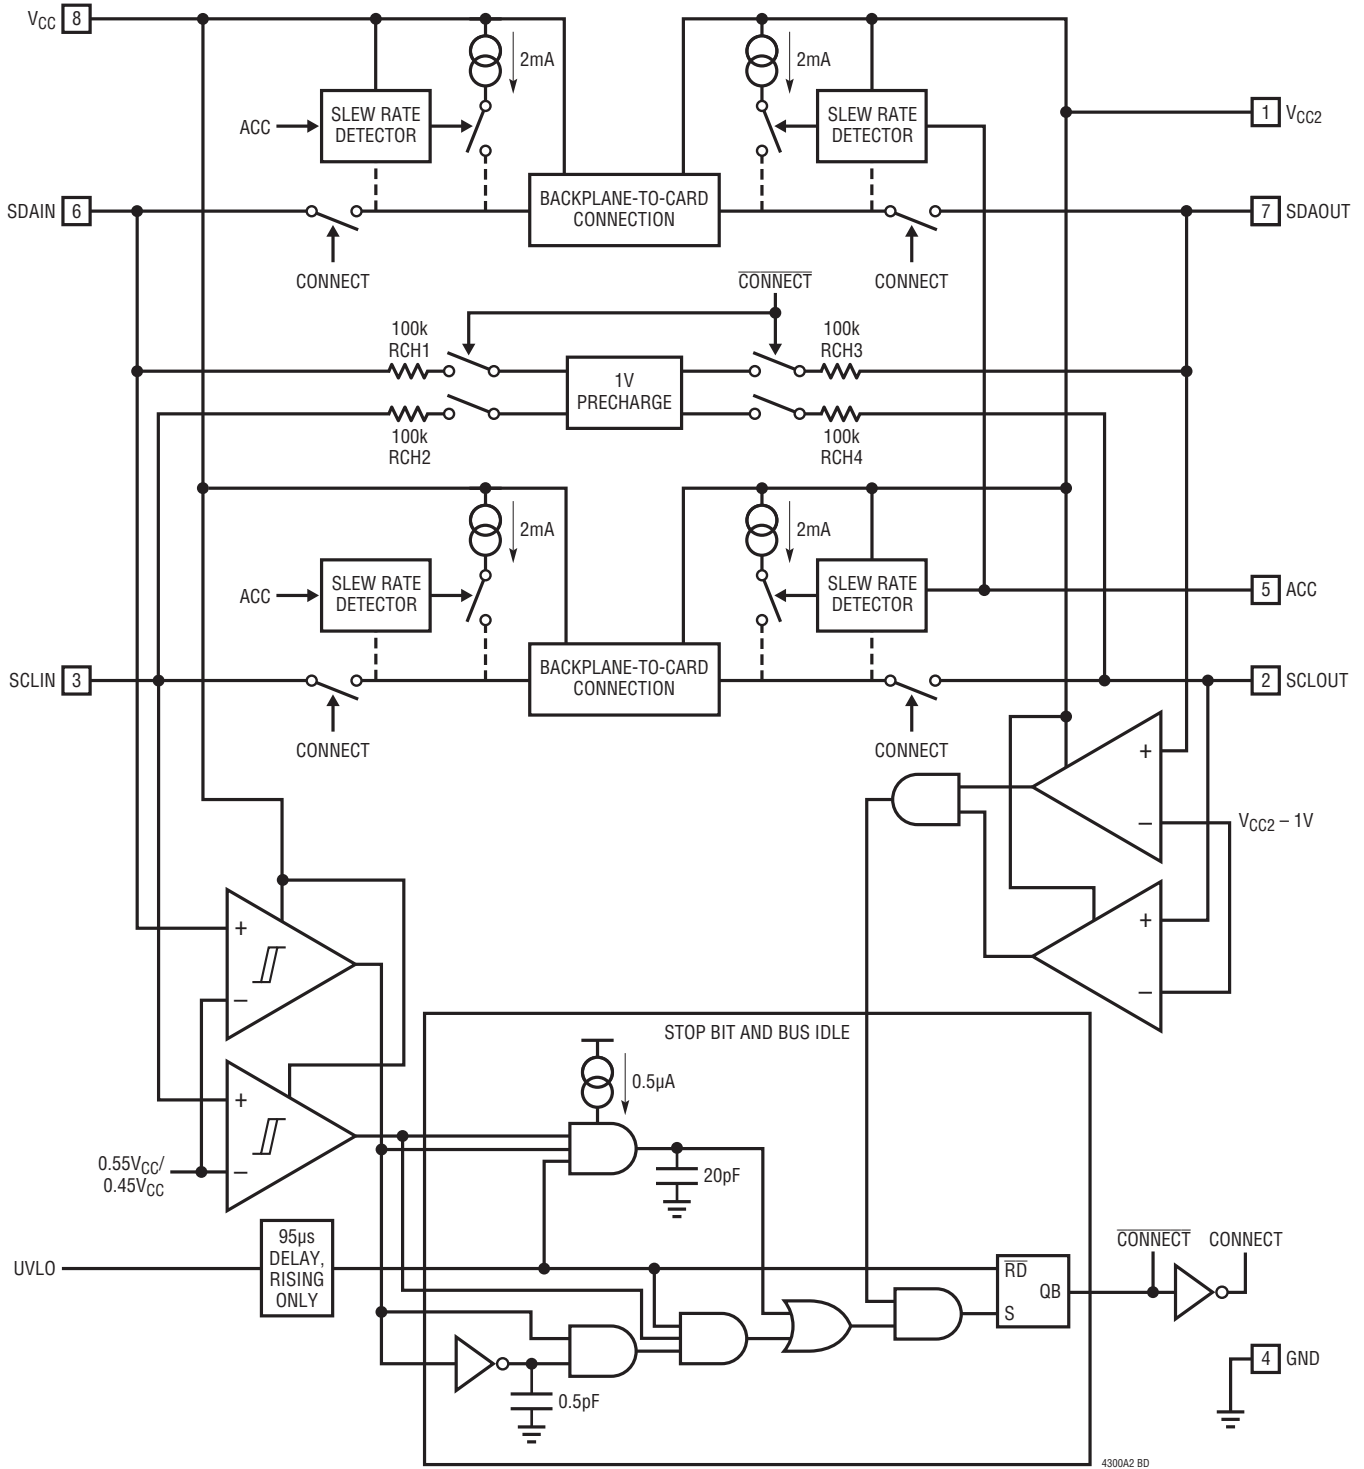 VCC 8
2mA
2mA
ACC
SLEW RATE
DETECTOR
SLEW RATE
DETECTOR
1 VCC2
SDAIN 6
BACKPLANE-TO-CARD
CONNECTION
7 SDAOUT
CONNECT
CONNECT
CONNECT
100k
RCH1
100k
RCH3
1V
PRECHARGE
100k
RCH2
100k
RCH4
2mA
2mA
ACC
SLEW RATE
DETECTOR
SLEW RATE
DETECTOR
5 ACC
SCLIN 3
BACKPLANE-TO-CARD
CONNECTION
2 SCLOUT
CONNECT
CONNECT
+
–
VCC2 – 1V
+
–
+
–
STOP BIT AND BUS IDLE
0.5µA
+
–
0.55VCC/
0.45VCC
20pF
UVLO
95µs
DELAY,
RISING
ONLY
RD
QB
S
CONNECT
CONNECT
0.5pF
4 GND
4300A2 BD